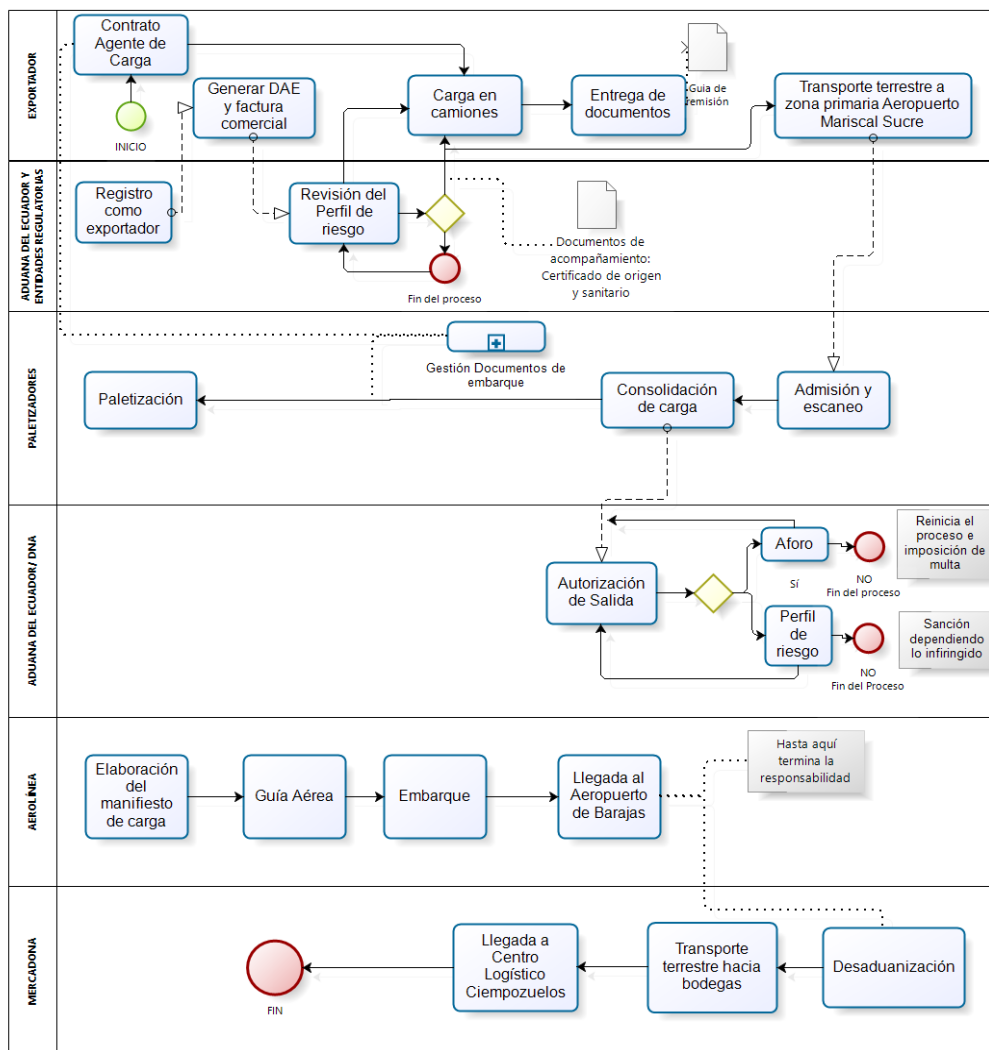 EXPORTADOR
Contrato
Agente de
Carga
INICIO
Generar DAE
y factura
comercial
Carga en
camiones
Entrega de
documentos
Guia de
remisión
Transporte terrestre a
zona primaria Aeropuerto
Mariscal Sucre
ADUANA DEL ECUADOR Y
ENTIDADES REGULATORIAS
Registro
como
exportador
Revisión del
Perfil de
riesgo
Fin del proceso
Documentos de
acompañamiento:
Certificado de origen
y sanitario
PALETIZADORES
Paletización
Gestión Documentos de
embarque
Consolidación
de carga
Admisión y
escaneo
ADUANA DEL ECUADOR/ DNA
Autorización
de Salida
Aforo
Sí
NO
Fin del proceso
Reinicia el
proceso e
imposición de
multa
Perfil
de
riesgo
NO
Fin del Proceso
Sanción
dependiendo
lo infiringido
AEROLÍNEA
Elaboración
del
manifiesto
de carga
Guía Aérea
Embarque
Llegada al
Aeropuerto
de Barajas
Hasta aquí
termina la
responsabilidad
MERCADONA
FIN
Llegada a
Centro
Logístico
Ciempozuelos
Transporte
terrestre hacia
bodegas
Desaduanización